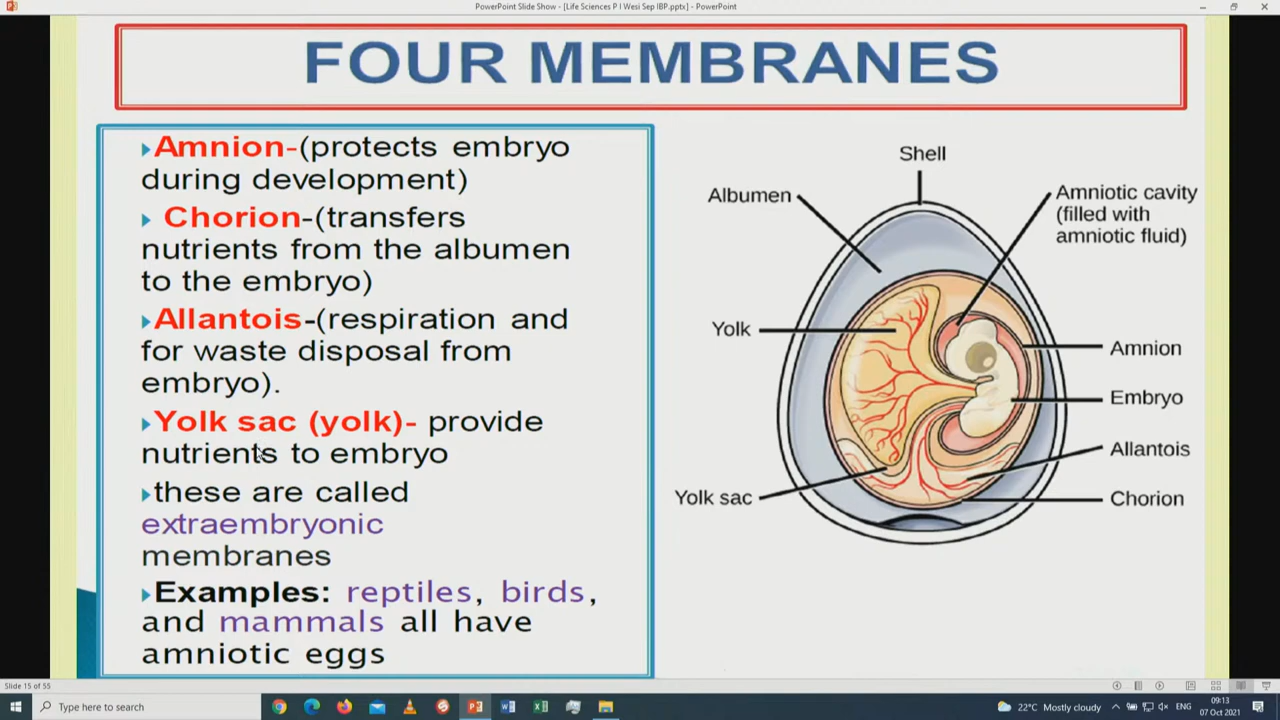 PowerPoint Slide Show - [Life Sciences P I Wesi Sep IBP.pptx] - PowerPoint
FOUR MEMBRANES
Amnion-(protects embryo
during development)
Chorion-(transfers
nutrients from the albumen
to the embryo)
Allantois-(respiration and
for waste disposal from
embryo).
Yolk sac (yolk)- provide
nutrients to embryo
these are called
extraembryonic
membranes
Examples: reptiles, birds,
and mammals all have
amniotic eggs
Shell
Albumen
Amniotic cavity
(filled with
amniotic fluid)
Yolk
Amnion
Embryo
Allantois
Yolk sac
Chorion
Slide 15 of 55
Type here to search
22°C Mostly cloudy
ENG
09:13
07 Oct 2021